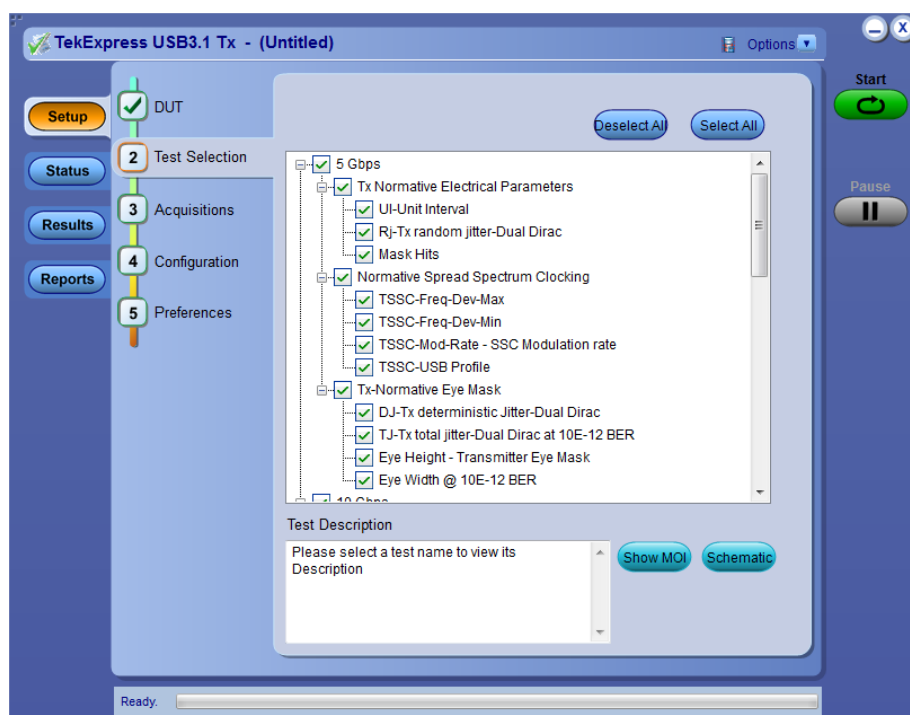 TekExpress USB3.1 Tx - (Untitled)
Options
X
Start
Pause
Setup
Status
Results
Reports
DUT
2 Test Selection
3 Acquisitions
4 Configuration
5 Preferences
Deselect All
Select All
5 Gbps
Tx Normative Electrical Parameters
UI-Unit Interval
Rj-Tx random jitter-Dual Dirac
Mask Hits
Normative Spread Spectrum Clocking
TSSC-Freq-Dev-Max
TSSC-Freq-Dev-Min
TSSC-Mod-Rate - SSC Modulation rate
TSSC-USB Profile
Tx-Normative Eye Mask
DJ-Tx deterministic Jitter-Dual Dirac
TJ-Tx total jitter-Dual Dirac at 10E-12 BER
Eye Height - Transmitter Eye Mask
Eye Width @ 10E-12 BER
10 Gbps
Test Description
Please select a test name to view its
Description
Show MOI
Schematic
Ready.